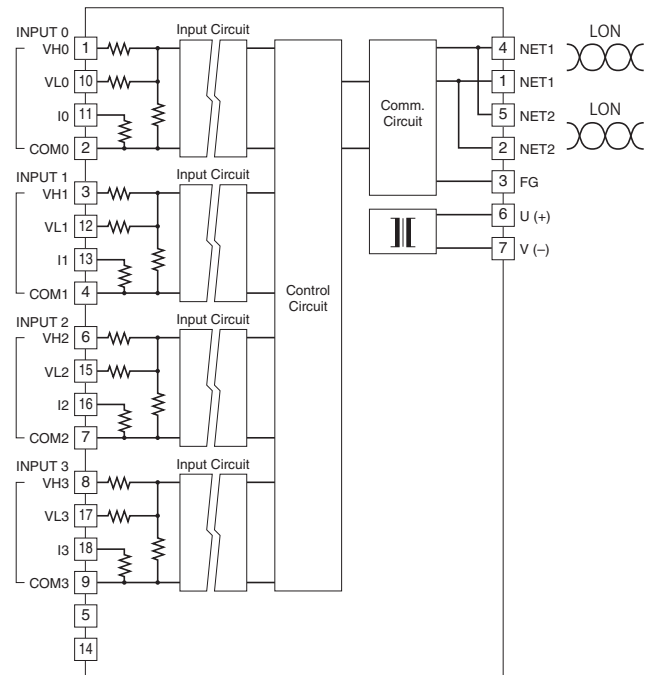 INPUT 0
VH0 1
VL0 10
I0 11
COM0 2
Input Circuit
INPUT 1
VH1 3
VL1 12
I1 13
COM1 4
Input Circuit
INPUT 2
VH2 6
VL2 15
I2 16
COM2 7
Input Circuit
INPUT 3
VH3 8
VL3 17
I3 18
COM3 9
Input Circuit
5
14
Control
Circuit
Comm.
Circuit
4 NET1
1 NET1
5 NET2
2 NET2
3 FG
6 U (+)
7 V (–)
LON
LON